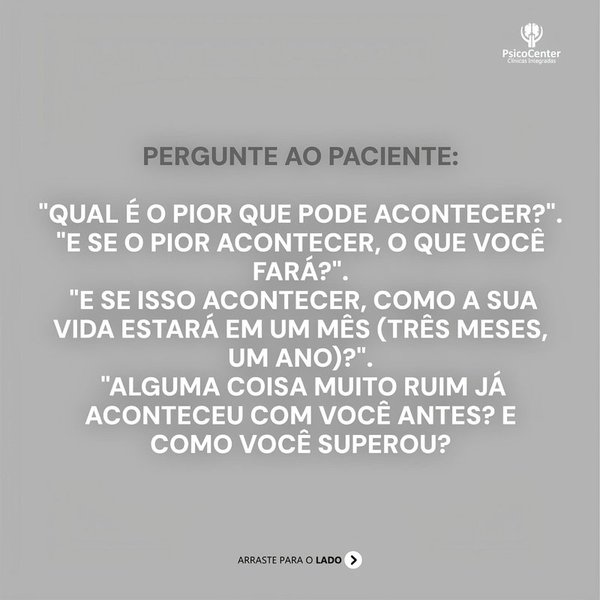 PsicoCenter
Clínicas Integradas
PERGUNTE AO PACIENTE:
"QUAL É O PIOR QUE PODE ACONTECER?".
"E SE O PIOR ACONTECER, O QUE VOCÊ
FARÁ?".
"E SE ISSO ACONTECER, COMO A SUA
VIDA ESTARÁ EM UM MÊS (TRÊS MESES,
UM ANO)?".
"ALGUMA COISA MUITO RUIM JÁ
ACONTECEU COM VOCÊ ANTES? E
COMO VOCÊ SUPEROU?
ARRASTE PARA O LADO